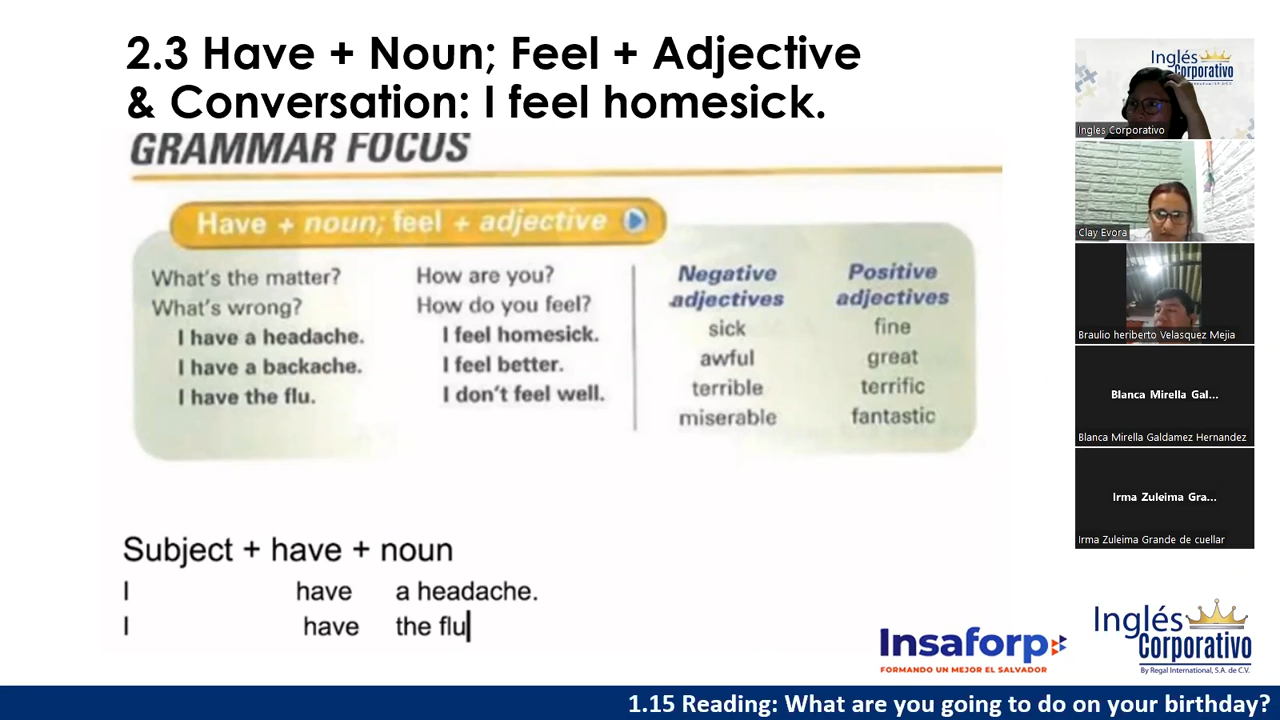 2.3 Have + Noun; Feel + Adjective
& Conversation: I feel homesick.
GRAMMAR FOCUS
Have + noun; feel + adjective
What's the matter?
What's wrong?
I have a headache.
I have a backache.
I have the flu.
How are you?
How do you feel?
I feel homesick.
I feel better.
I don't feel well.
Negative
adjectives
sick
awful
terrible
miserable
Positive
adjectives
fine
great
terrific
fantastic
Subject + have + noun
I have a headache.
I have the flu
Inglés
Corporativo
Ingles Corporativo
Clay Evora
Braulio heriberto Velasquez Mejia
Blanca Mirella Gal...
Blanca Mirella Galdamez Hernandez
Irma Zuleima Gra...
Irma Zuleima Grande de cuellar
Insaforp
FORMANDO UN MEJOR EL SALVADOR
Inglés
Corporativo
By Regal International, S.A. de C.V.
1.15 Reading: What are you going to do on your birthday?